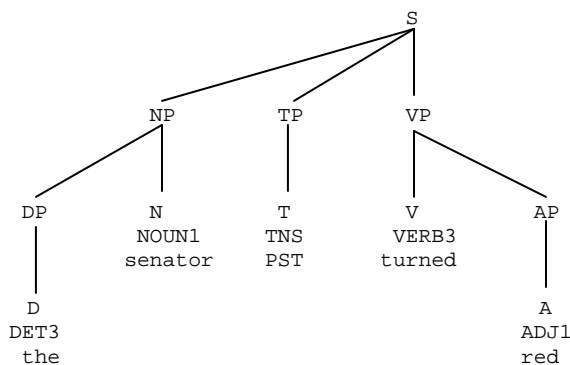 S
NP TP VP
DP N T V AP
NOUN1 TNS VERB3
senator PST turned
D A
DET3 ADJ1
the red